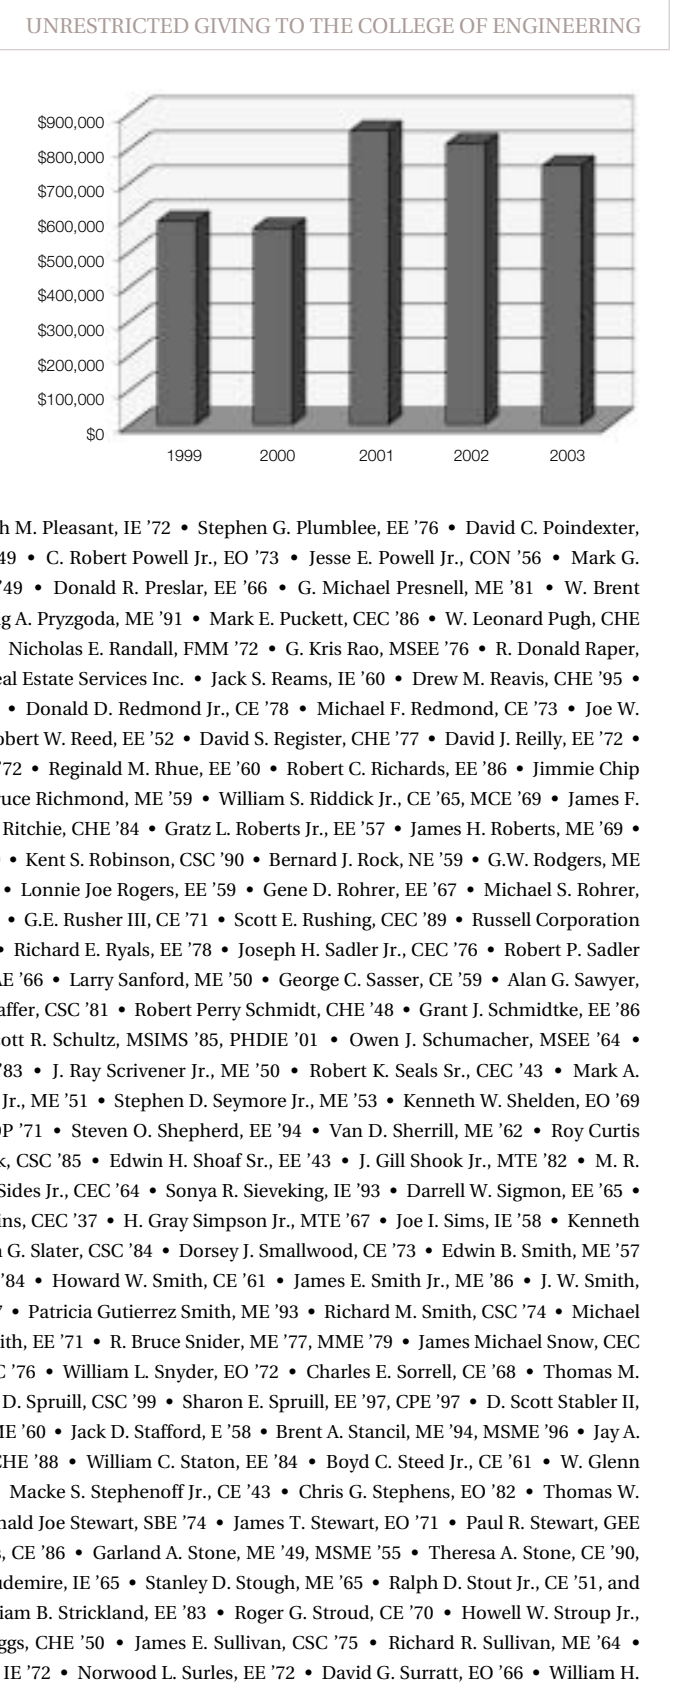 UNRESTRICTED GIVING TO THE COLLEGE OF ENGINEERING
$900,000
$800,000
$700,000
$600,000
$500,000
$400,000
$300,000
$200,000
$100,000
$0
1999 2000 2001 2002 2003
h M. Pleasant, IE ’72 • Stephen G. Plumblee, EE ’76 • David C. Poindexter,
49 • C. Robert Powell Jr., EO ’73 • Jesse E. Powell Jr., CON ’56 • Mark G.
’49 • Donald R. Preslar, EE ’66 • G. Michael Presnell, ME ’81 • W. Brent
g A. Pryzgoda, ME ’91 • Mark E. Puckett, CEC ’86 • W. Leonard Pugh, CHE
Nicholas E. Randall, FMM ’72 • G. Kris Rao, MSEE ’76 • R. Donald Raper,
eal Estate Services Inc. • Jack S. Reams, IE ’60 • Drew M. Reavis, CHE ’95 •
• Donald D. Redmond Jr., CE ’78 • Michael F. Redmond, CE ’73 • Joe W.
obert W. Reed, EE ’52 • David S. Register, CHE ’77 • David J. Reilly, EE ’72 •
’72 • Reginald M. Rhue, EE ’60 • Robert C. Richards, EE ’86 • Jimmie Chip
ruce Richmond, ME ’59 • William S. Riddick Jr., CE ’65, MCE ’69 • James F.
Ritchie, CHE ’84 • Gratz L. Roberts Jr., EE ’57 • James H. Roberts, ME ’69 •
• Kent S. Robinson, CSC ’90 • Bernard J. Rock, NE ’59 • G.W. Rodgers, ME
• Lonnie Joe Rogers, EE ’59 • Gene D. Rohrer, EE ’67 • Michael S. Rohrer,
• G.E. Rusher III, CE ’71 • Scott E. Rushing, CEC ’89 • Russell Corporation
• Richard E. Ryals, EE ’78 • Joseph H. Sadler Jr., CEC ’76 • Robert P. Sadler
AE ’66 • Larry Sanford, ME ’50 • George C. Sasser, CE ’59 • Alan G. Sawyer,
affer, CSC ’81 • Robert Perry Schmidt, CHE ’48 • Grant J. Schmidtke, EE ’86
ott R. Schultz, MSIMS ’85, PHDIE ’01 • Owen J. Schumacher, MSEE ’64 •
’83 • J. Ray Scrivener Jr., ME ’50 • Robert K. Seals Sr., CEC ’43 • Mark A.
Jr., ME ’51 • Stephen D. Seymore Jr., ME ’53 • Kenneth W. Shelden, EO ’69
OP ’71 • Steven O. Shepherd, EE ’94 • Van D. Sherrill, ME ’62 • Roy Curtis
k, CSC ’85 • Edwin H. Shoaf Sr., EE ’43 • J. Gill Shook Jr., MTE ’82 • M. R.
Sides Jr., CEC ’64 • Sonya R. Sieveking, IE ’93 • Darrell W. Sigmon, EE ’65 •
ins, CEC ’37 • H. Gray Simpson Jr., MTE ’67 • Joe I. Sims, IE ’58 • Kenneth
n G. Slater, CSC ’84 • Dorsey J. Smallwood, CE ’73 • Edwin B. Smith, ME ’57
’84 • Howard W. Smith, CE ’61 • James E. Smith Jr., ME ’86 • J. W. Smith,
7 • Patricia Gutierrez Smith, ME ’93 • Richard M. Smith, CSC ’74 • Michael
ith, EE ’71 • R. Bruce Snider, ME ’77, MME ’79 • James Michael Snow, CEC
C ’76 • William L. Snyder, EO ’72 • Charles E. Sorrell, CE ’68 • Thomas M.
D. Spruill, CSC ’99 • Sharon E. Spruill, EE ’97, CPE ’97 • D. Scott Stabler II,
ME ’60 • Jack D. Stafford, E ’58 • Brent A. Stancil, ME ’94, MSME ’96 • Jay A.
CHE ’88 • William C. Staton, EE ’84 • Boyd C. Steed Jr., CE ’61 • W. Glenn
Macke S. Stephenoff Jr., CE ’43 • Chris G. Stephens, EO ’82 • Thomas W.
nald Joe Stewart, SBE ’74 • James T. Stewart, EO ’71 • Paul R. Stewart, GEE
s, CE ’86 • Garland A. Stone, ME ’49, MSME ’55 • Theresa A. Stone, CE ’90,
udemire, IE ’65 • Stanley D. Stough, ME ’65 • Ralph D. Stout Jr., CE ’51, and
iam B. Strickland, EE ’83 • Roger G. Stroud, CE ’70 • Howell W. Stroup Jr.,
ggs, CHE ’50 • James E. Sullivan, CSC ’75 • Richard R. Sullivan, ME ’64 •
IE ’72 • Norwood L. Surles, EE ’72 • David G. Surratt, EO ’66 • William H.